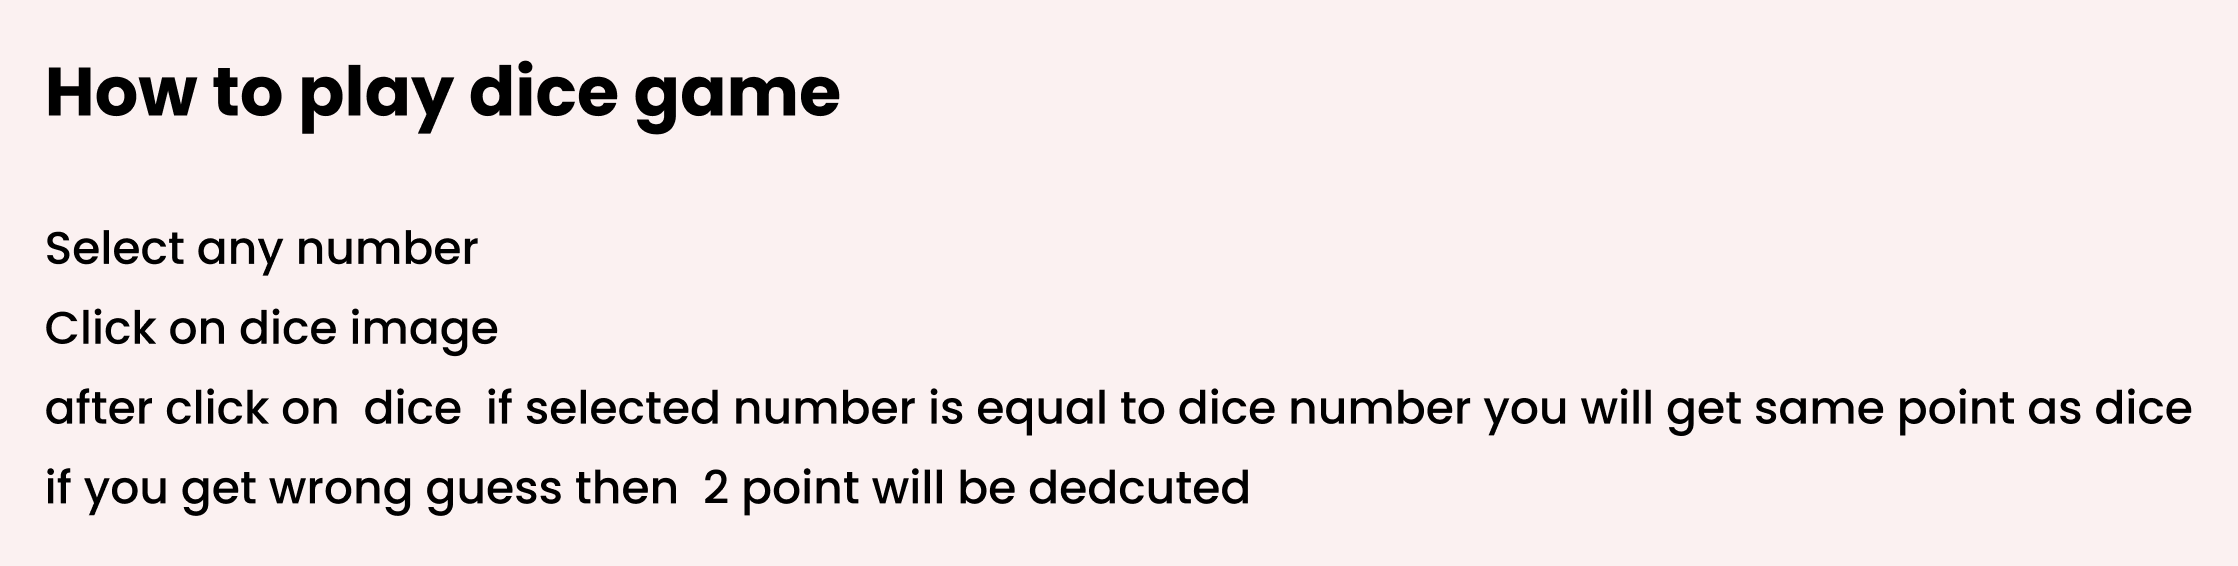 How to play dice game
Select any number
Click on dice image
after click on  dice  if selected number is equal to dice number you will get same point as dice
if you get wrong guess then  2 point will be dedcuted